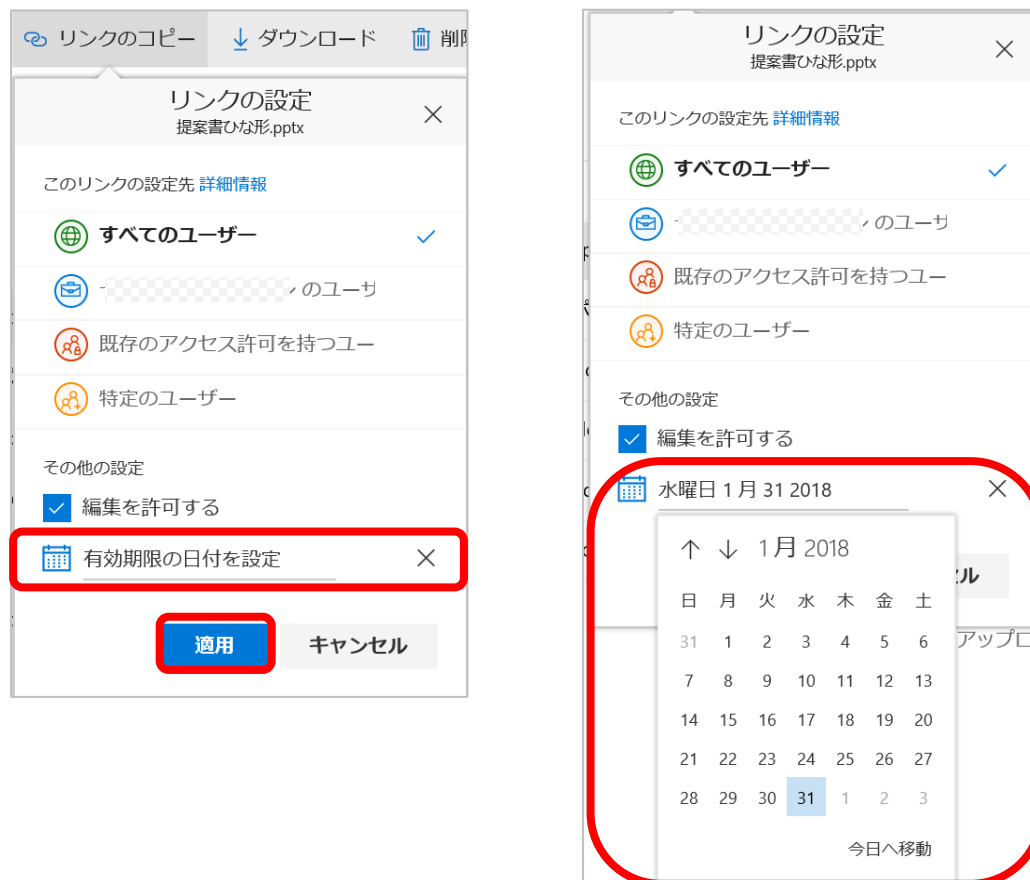 リンクのコピー ダウンロード
リンクの設定
提案書ひな形.pptx
このリンクの設定先 詳細情報
すべてのユーザー
のユーサ
既存のアクセス許可を持つユー
特定のユーザー
その他の設定
編集を許可する
有効期限の日付を設定
適用 キャンセル
リンクの設定
提案書ひな形.pptx
このリンクの設定先 詳細情報
すべてのユーザー
のユーサ
既存のアクセス許可を持つユー
特定のユーザー
その他の設定
編集を許可する
水曜日 1 月 31 2018
1月 2018
日 月 火 水 木 金 土
31 1 2 3 4 5 6
7 8 9 10 11 12 13
14 15 16 17 18 19 20
21 22 23 24 25 26 27
28 29 30 31 1 2 3
今日へ移動
セル
アップロ